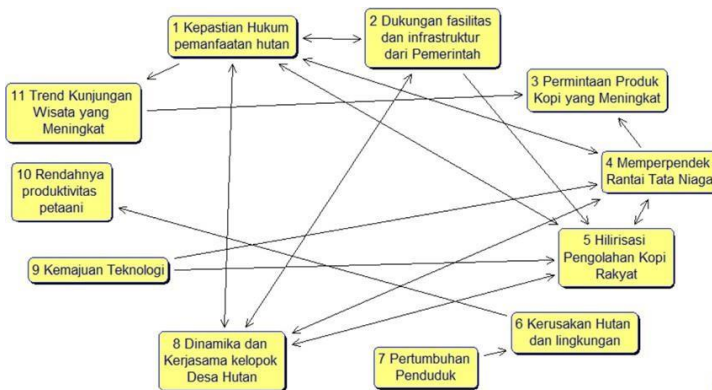 1 Kepastian Hukum
pemanfaatan hutan
2 Dukungan fasilitas
dan infrastruktur
dari Pemerintah
3 Permintaan Produk
Kopi yang Meningkat
4 Memperpendek
Rantai Tata Niaga
5 Hilirisasi
Pengolahan Kopi
Rakyat
6 Kerusakan Hutan
dan lingkungan
7 Pertumbuhan
Penduduk
8 Dinamika dan
Kerjasama kelopok
Desa Hutan
9 Kemajuan Teknologi
10 Rendahnya
produktivitas
petaani
11 Trend Kunjungan
Wisata yang
Meningkat